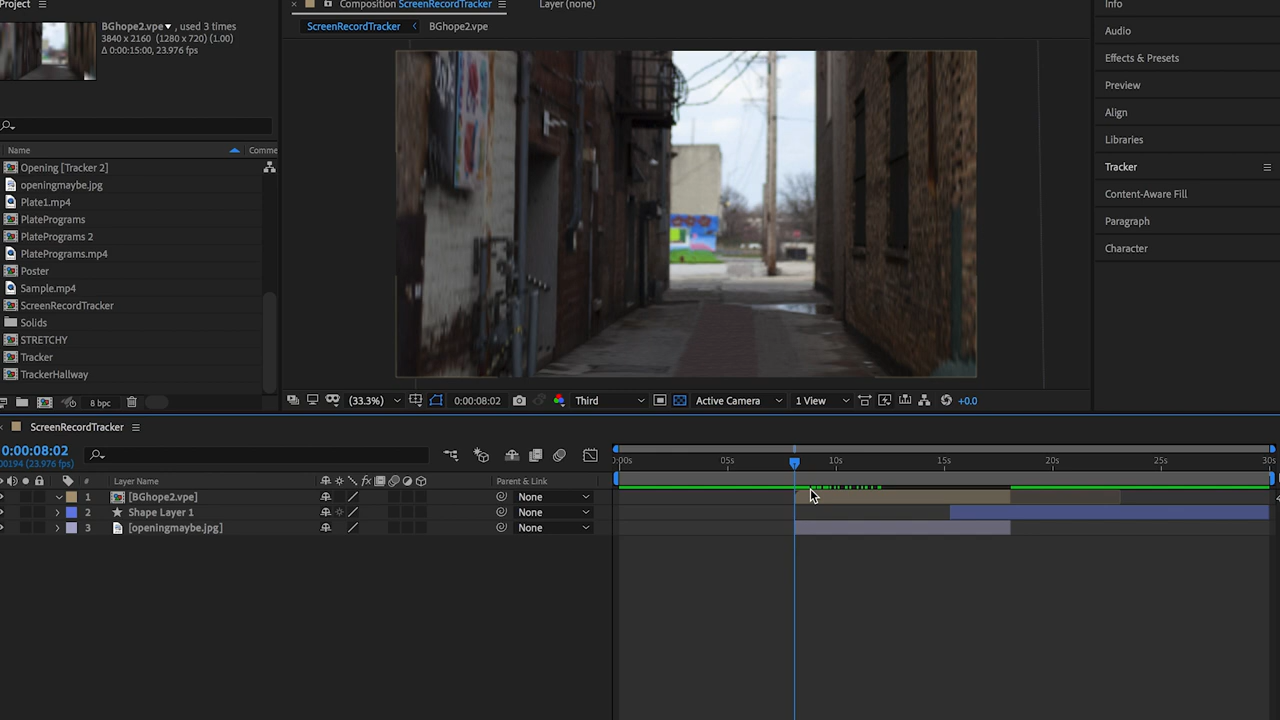 Project
Composition ScreenRecordTracker
Layer (none)
Info
ScreenRecordTracker
BGhope2.vpe
BGhope2.vpe , used 3 times
3840 x 2160 (1280 x 720) (1.00)
Δ 0:00:15:00, 23.976 fps
Audio
Effects & Presets
Preview
Align
Libraries
Tracker
Content-Aware Fill
Paragraph
Character
Name
Comme
Opening [Tracker 2]
openingmaybe.jpg
Plate1.mp4
PlatePrograms
PlatePrograms 2
PlatePrograms.mp4
Poster
Sample.mp4
ScreenRecordTracker
Solids
STRETCHY
Tracker
TrackerHallway
8 bpc
(33.3%)
0:00:08:02
Third
Active Camera
1 View
+0.0
ScreenRecordTracker
0:00:08:02
00194 (23.976 fps)
:00s 05s 10s 15s 20s 25s 30s
# Layer Name
fx
Parent & Link
1 [BGhope2.vpe] None
2 Shape Layer 1 None
3 [openingmaybe.jpg] None